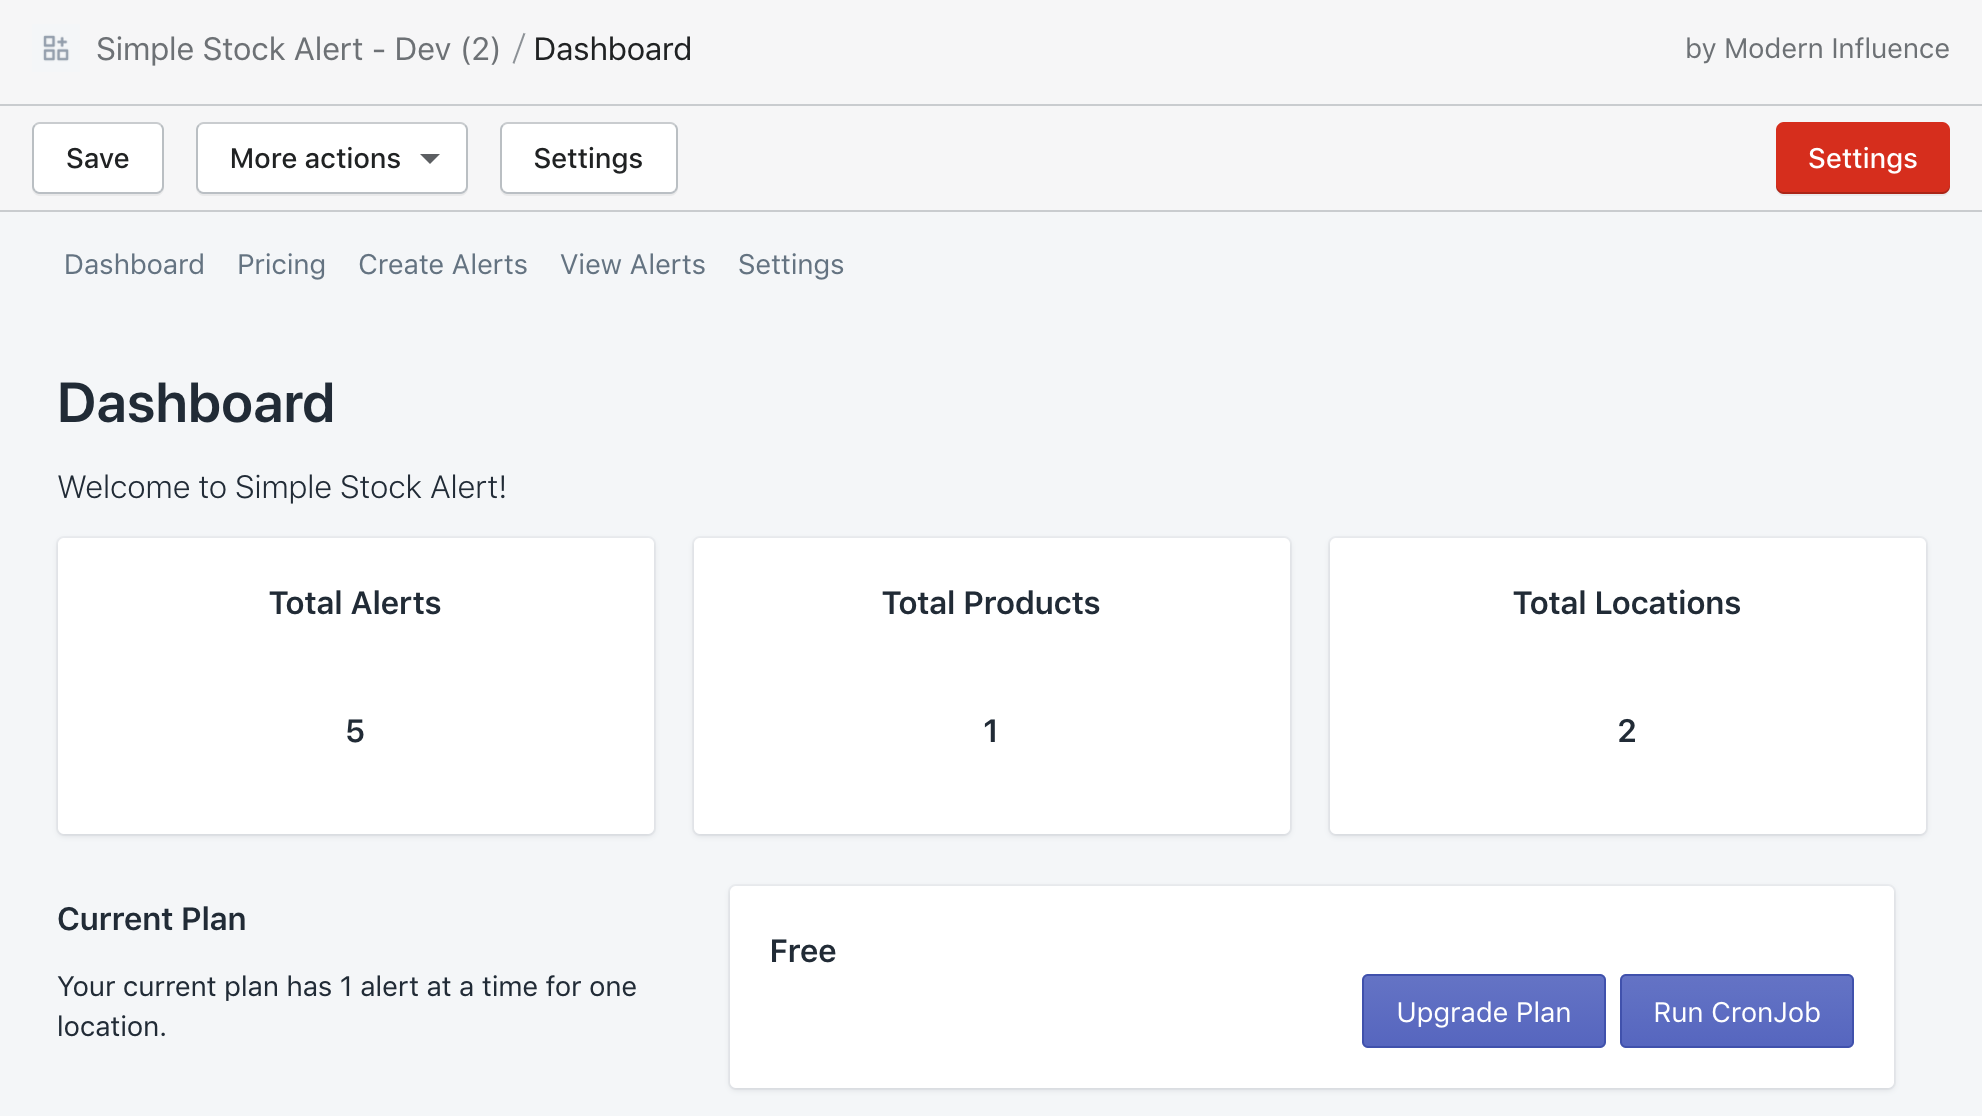 Simple Stock Alert - Dev (2) / Dashboard
by Modern Influence
Save
More actions
Settings
Settings
Dashboard
Pricing
Create Alerts
View Alerts
Settings
Dashboard
Welcome to Simple Stock Alert!
Total Alerts
5
Total Products
1
Total Locations
2
Current Plan
Your current plan has 1 alert at a time for one
location.
Free
Upgrade Plan
Run CronJob